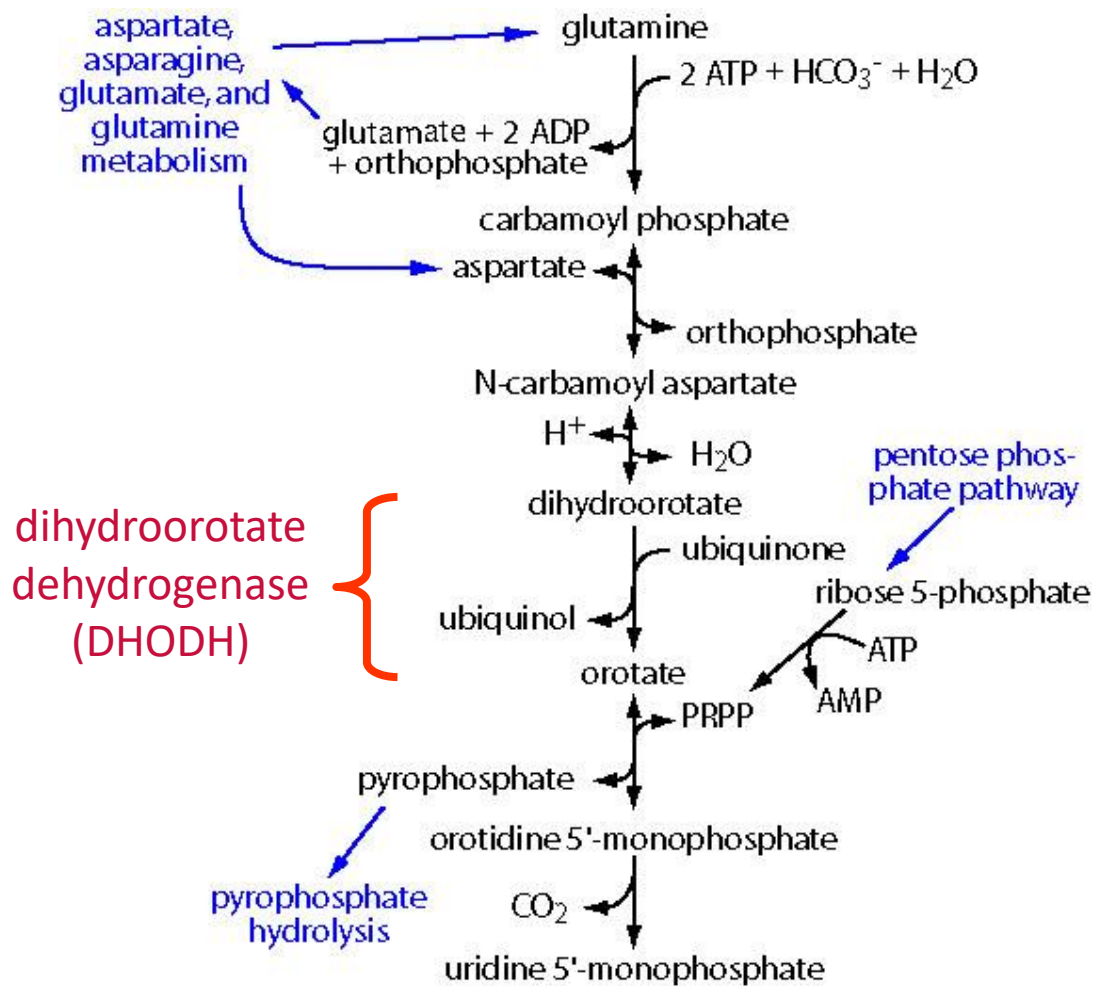 aspartate,
asparagine,
glutamate, and
glutamine
metabolism
glutamine
2 ATP + HCO₃⁻ + H₂O
glutamate + 2 ADP
+ orthophosphate
carbamoyl phosphate
aspartate
orthophosphate
N-carbamoyl aspartate
H⁺
H₂O
pentose phos-
phate pathway
dihydroorotate
dihydroorotate
dehydrogenase
(DHODH)
ubiquinone
ribose 5-phosphate
ubiquinol
ATP
orotate
AMP
PRPP
pyrophosphate
orotidine 5'-monophosphate
pyrophosphate
hydrolysis
CO₂
uridine 5'-monophosphate